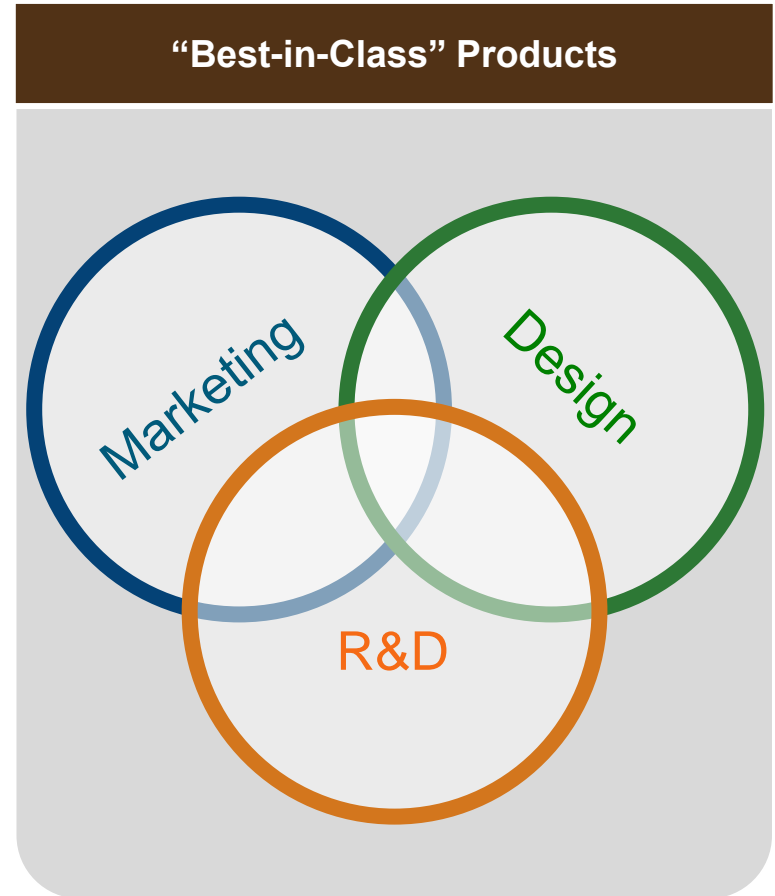 “Best-in-Class” Products
Marketing
Design
R&D